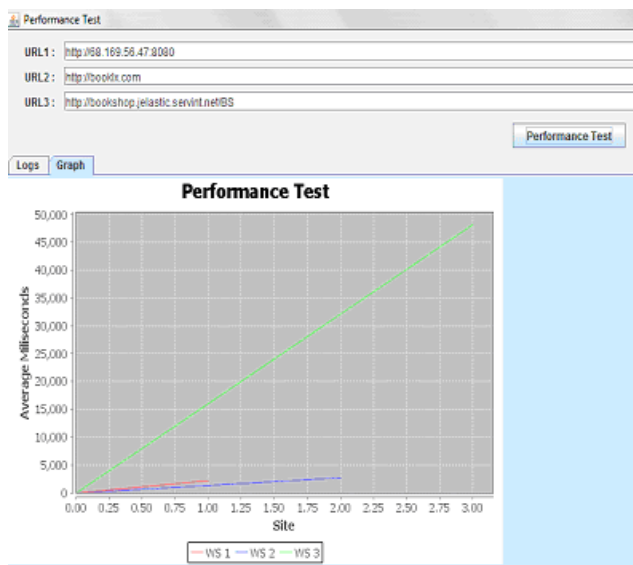 Performance Test
URL1: http://68.169.56.47:8080
URL2: http://booklx.com
URL3: http://bookshop.jelastic.servint.net/BS
Performance Test
Logs Graph
Performance Test
50,000
45,000
40,000
35,000
30,000
25,000
20,000
15,000
10,000
5,000
0
Average Miliseconds
0.00 0.25 0.50 0.75 1.00 1.25 1.50 1.75 2.00 2.25 2.50 2.75 3.00
Site
WS 1 WS 2 WS 3